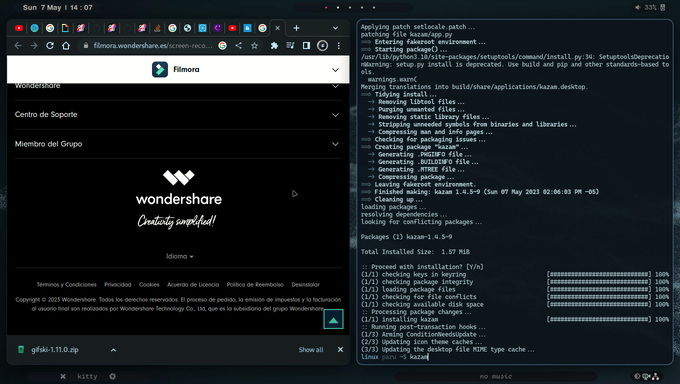 Sun 7 May | 14 : 07
33%
filmora.wondershare.es/screen-reco...
Filmora
Wondershare
Centro de Soporte
Miembro del Grupo
wondershare
Creativity simplified!
Idioma
Términos y Condiciones Privacidad Cookies Acuerdo de Licencia Política de Reembolso Desinstalar
Copyright © 2023 Wondershare. Todos los derechos reservados. El proceso de pedido, la emisión de impuestos y la facturación
al usuario final son realizados por Wondershare Technology Co., Ltd, que es la subsidiaria del grupo Wondershare.
gifski-1.11.0.zip
Show all
Applying patch setlocale.patch...
patching file kazam/app.py
Entering fakeroot environment...
Starting package()...
/usr/lib/python3.10/site-packages/setuptools/command/install.py:34: SetuptoolsDeprecatio
nWarning: setup.py install is deprecated. Use build and pip and other standards-based to
ols.
warnings.warn(
Merging translations into build/share/applications/kazam.desktop.
Tidying install...
Removing libtool files...
Purging unwanted files...
Removing static library files...
Stripping unneeded symbols from binaries and libraries...
Compressing man and info pages...
Checking for packaging issues...
Creating package "kazam"...
Generating .PKGINFO file...
Generating .BUILDINFO file...
Generating .MTREE file...
Compressing package...
Leaving fakeroot environment.
Finished making: kazam 1.4.5-9 (Sun 07 May 2023 02:06:03 PM -05)
Cleaning up...
loading packages...
resolving dependencies...
looking for conflicting packages...
Packages (1) kazam-1.4.5-9
Total Installed Size: 1.57 MiB
:: Proceed with installation? [Y/n]
(1/1) checking keys in keyring [############################] 100%
(1/1) checking package integrity [############################] 100%
(1/1) loading package files [############################] 100%
(1/1) checking for file conflicts [############################] 100%
(1/1) checking available disk space [############################] 100%
:: Processing package changes...
(1/1) installing kazam [############################] 100%
:: Running post-transaction hooks...
(1/3) Arming ConditionNeedsUpdate...
(2/3) Updating icon theme caches...
(3/3) Updating the desktop file MIME type cache...
linux paru -S kazam
kitty
no music